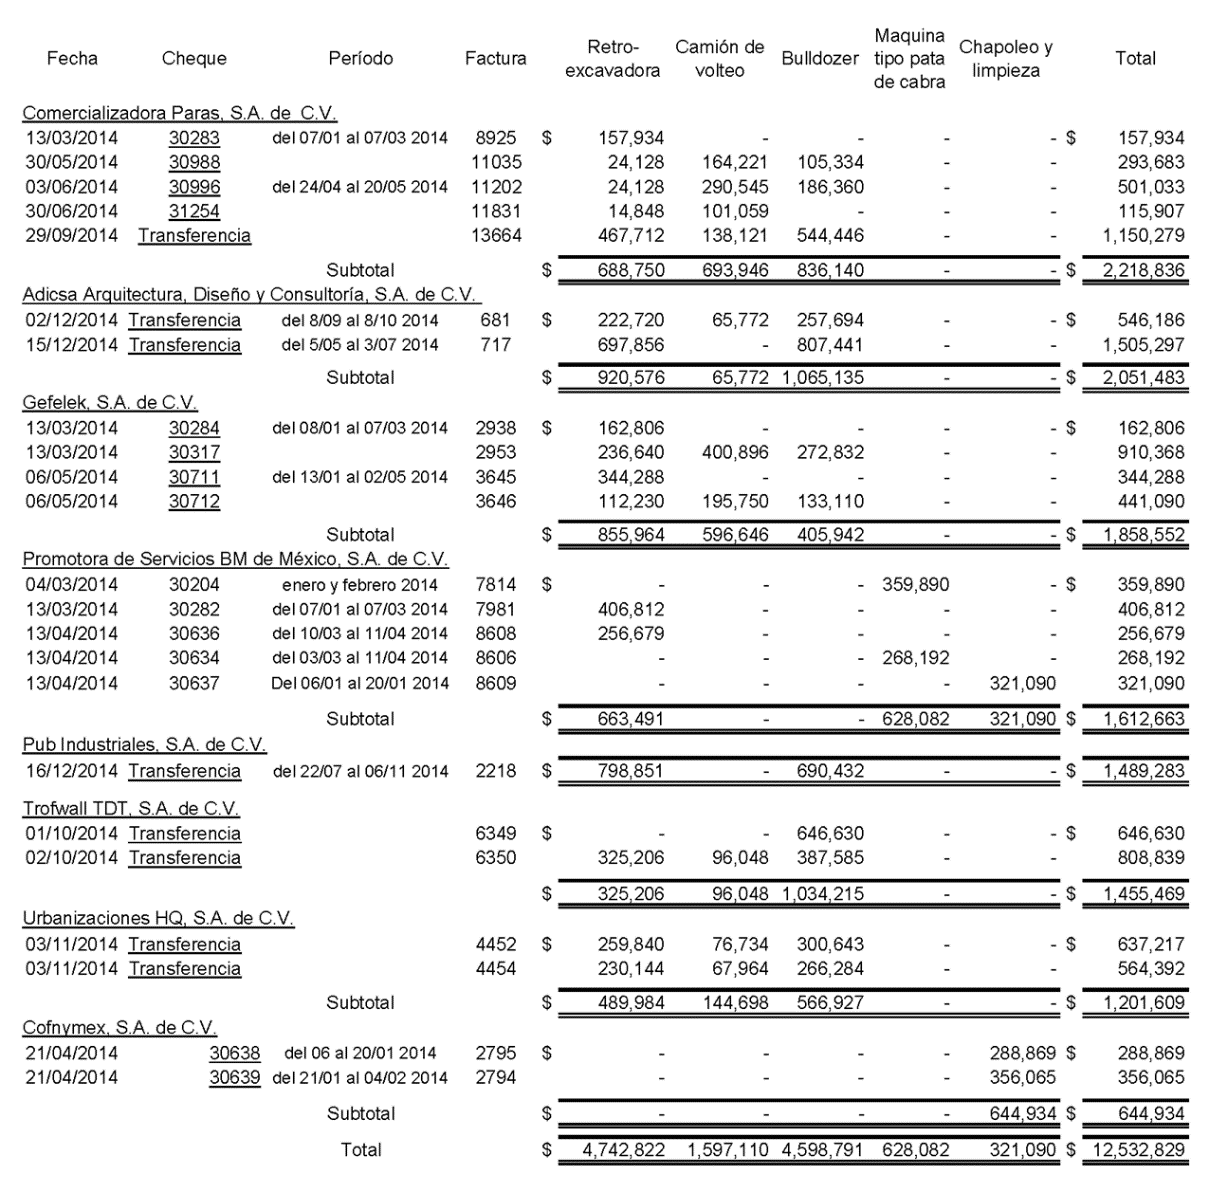 Fecha Cheque Período Factura Retro-excavadora Camión de volteo Bulldozer Maquina tipo pata de cabra Chapoleo y limpieza Total
Comercializadora Paras, S.A. de C.V.
13/03/2014 30283 del 07/01 al 07/03 2014 8925 $ 157,934 - - - - $ 157,934
30/05/2014 30988 11035 24,128 164,221 105,334 - - 293,683
03/06/2014 30996 del 24/04 al 20/05 2014 11202 24,128 290,545 186,360 - - 501,033
30/06/2014 31254 11831 14,848 101,059 - - - 115,907
29/09/2014 Transferencia 13664 467,712 138,121 544,446 - - 1,150,279
Subtotal $ 688,750 693,946 836,140 - - $ 2,218,836
Adicsa Arquitectura, Diseño y Consultoría, S.A. de C.V.
02/12/2014 Transferencia del 8/09 al 8/10 2014 681 $ 222,720 65,772 257,694 - - $ 546,186
15/12/2014 Transferencia del 5/05 al 3/07 2014 717 697,856 - 807,441 - - 1,505,297
Subtotal $ 920,576 65,772 1,065,135 - - $ 2,051,483
Gefelek, S.A. de C.V.
13/03/2014 30284 del 08/01 al 07/03 2014 2938 $ 162,806 - - - - $ 162,806
13/03/2014 30317 2953 236,640 400,896 272,832 - - 910,368
06/05/2014 30711 del 13/01 al 02/05 2014 3645 344,288 - - - - 344,288
06/05/2014 30712 3646 112,230 195,750 133,110 - - 441,090
Subtotal $ 855,964 596,646 405,942 - - $ 1,858,552
Promotora de Servicios BM de México, S.A. de C.V.
04/03/2014 30204 enero y febrero 2014 7814 $ - - - 359,890 - $ 359,890
13/03/2014 30282 del 07/01 al 07/03 2014 7981 406,812 - - - - 406,812
13/04/2014 30636 del 10/03 al 11/04 2014 8608 256,679 - - - - 256,679
13/04/2014 30634 del 03/03 al 11/04 2014 8606 - - - 268,192 - 268,192
13/04/2014 30637 Del 06/01 al 20/01 2014 8609 - - - - 321,090 321,090
Subtotal $ 663,491 - - 628,082 321,090 $ 1,612,663
Pub Industriales, S.A. de C.V.
16/12/2014 Transferencia del 22/07 al 06/11 2014 2218 $ 798,851 - 690,432 - - $ 1,489,283
Trofwall TDT, S.A. de C.V.
01/10/2014 Transferencia 6349 $ - - 646,630 - - $ 646,630
02/10/2014 Transferencia 6350 325,206 96,048 387,585 - - 808,839
$ 325,206 96,048 1,034,215 - - $ 1,455,469
Urbanizaciones HQ, S.A. de C.V.
03/11/2014 Transferencia 4452 $ 259,840 76,734 300,643 - - $ 637,217
03/11/2014 Transferencia 4454 230,144 67,964 266,284 - - 564,392
Subtotal $ 489,984 144,698 566,927 - - $ 1,201,609
Cofnymex, S.A. de C.V.
21/04/2014 30638 del 06 al 20/01 2014 2795 $ - - - - 288,869 $ 288,869
21/04/2014 30639 del 21/01 al 04/02 2014 2794 - - - - 356,065 356,065
Subtotal $ - - - - 644,934 $ 644,934
Total $ 4,742,822 1,597,110 4,598,791 628,082 321,090 $ 12,532,829